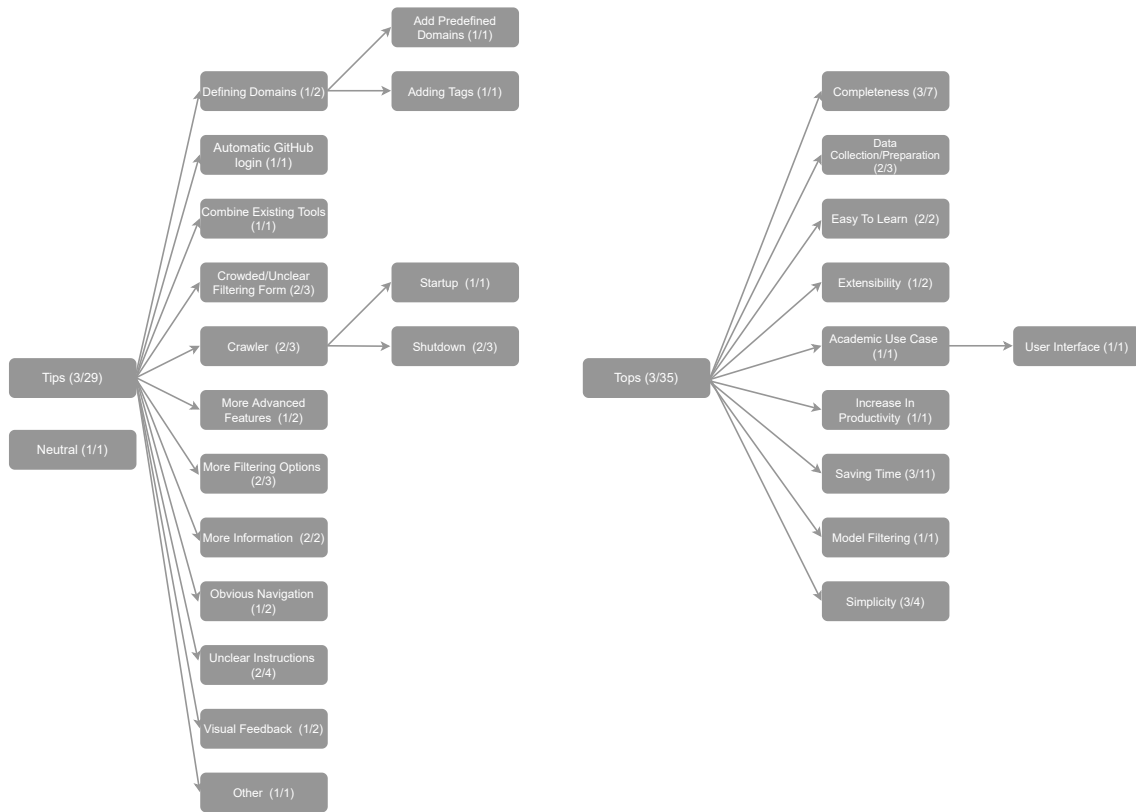 Add Predefined
Domains (1/1)
Defining Domains (1/2)
Adding Tags (1/1)
Automatic GitHub
login (1/1)
Combine Existing Tools
(1/1)
Crowded/Unclear
Filtering Form (2/3)
Startup (1/1)
Crawler (2/3)
Shutdown (2/3)
Tips (3/29)
More Advanced
Features (1/2)
Neutral (1/1)
More Filtering Options
(2/3)
More Information (2/2)
Obvious Navigation
(1/2)
Unclear Instructions
(2/4)
Visual Feedback (1/2)
Other (1/1)
Completeness (3/7)
Data
Collection/Preparation
(2/3)
Easy To Learn (2/2)
Extensibility (1/2)
Academic Use Case
(1/1)
User Interface (1/1)
Tops (3/35)
Increase In
Productivity (1/1)
Saving Time (3/11)
Model Filtering (1/1)
Simplicity (3/4)